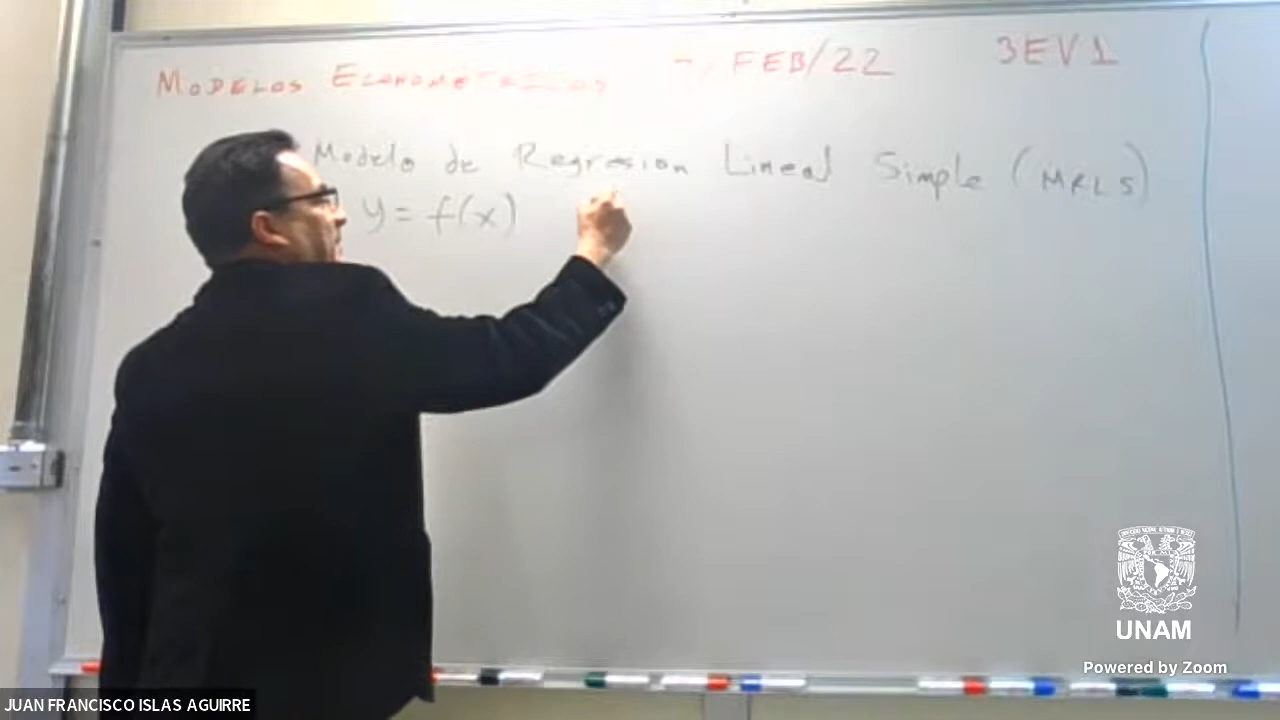 MODELOS ECONOMETRICOS FEB/22 3EV1
Modelo de Regresion Lineal Simple (MRLS)
y = f(x)
UNAM
Powered by Zoom
JUAN FRANCISCO ISLAS AGUIRRE